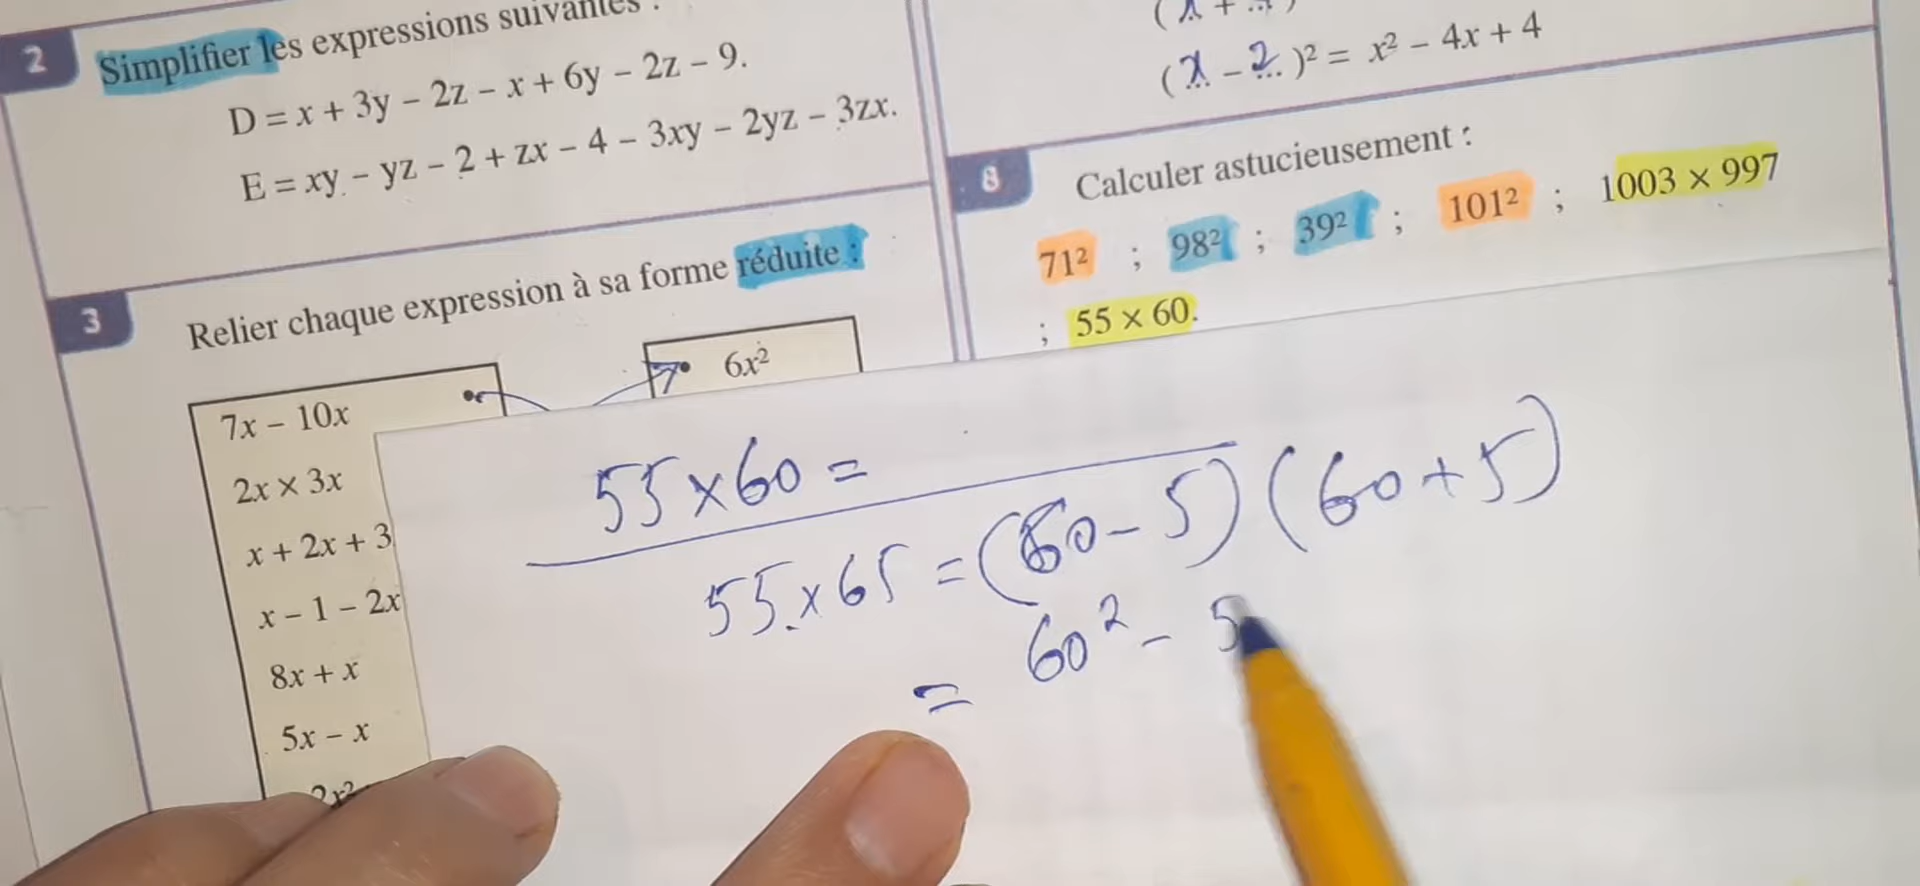 2 Simplifier les expressions suivantes :
D = x + 3y – 2z – x + 6y – 2z – 9.
E = xy – yz – 2 + zx – 4 – 3xy – 2yz – 3zx.
3 Relier chaque expression à sa forme réduite :
7x – 10x
2x × 3x
x + 2x + 3
x – 1 – 2x
8x + x
5x – x
2x²
6x²
(x + ...)
(x – 2)² = x² – 4x + 4
8 Calculer astucieusement :
71² ; 98² ; 39² ; 101² ; 1003 × 997
; 55 × 60.
55 × 60 =
55 × 65 = (60 – 5) (60 + 5)
= 60² – 5